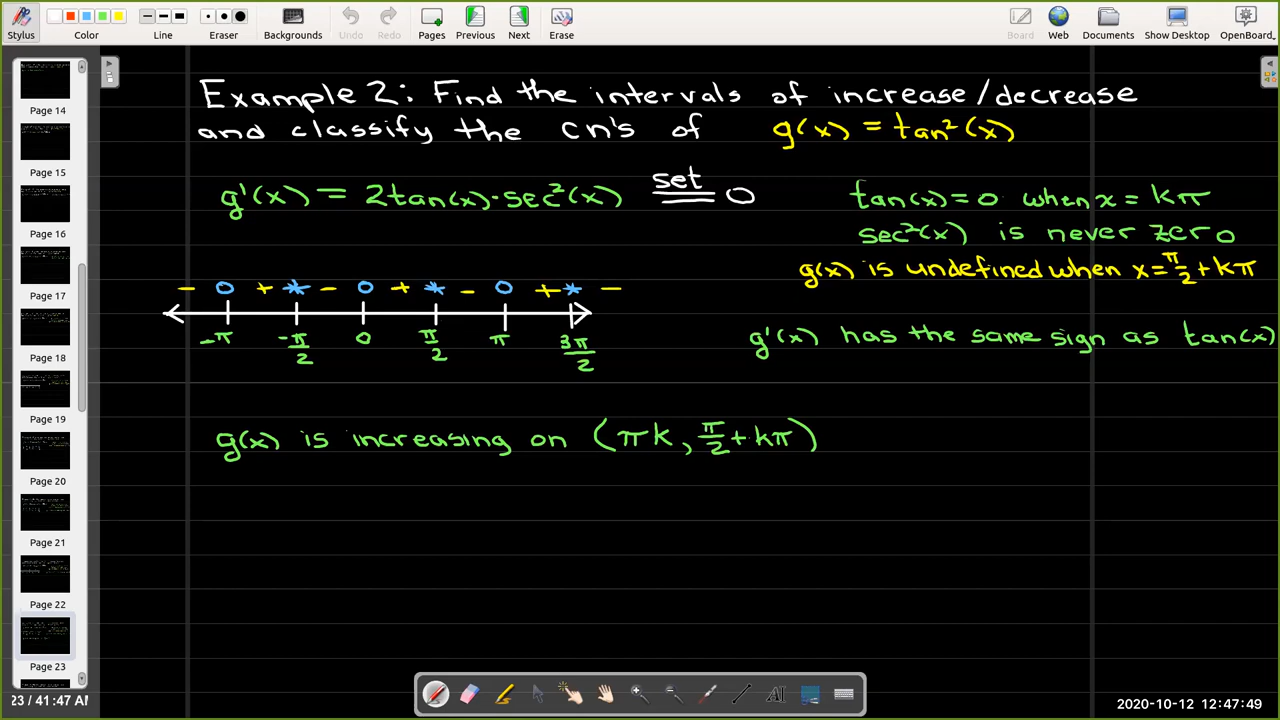 Stylus
Color
Line
Eraser
Backgrounds
Undo
Redo
Pages
Previous
Next
Erase
Board
Web
Documents
Show Desktop
OpenBoard
Page 14
Page 15
Page 16
Page 17
Page 18
Page 19
Page 20
Page 21
Page 22
Page 23
23 / 41:47 AM
Example 2: Find the intervals of increase/decrease
and classify the cn's of g(x) = tan²(x)
g'(x) = 2tan(x)·sec²(x) set = 0
tan(x) = 0 when x = kπ
sec²(x) is never zero
g(x) is undefined when x = π/2 + kπ
− 0 + * − 0 + * − 0 + * −
-π -π/2 0 π/2 π 3π/2
g'(x) has the same sign as tan(x)
g(x) is increasing on (πk, π/2 + kπ)
2020-10-12 12:47:49